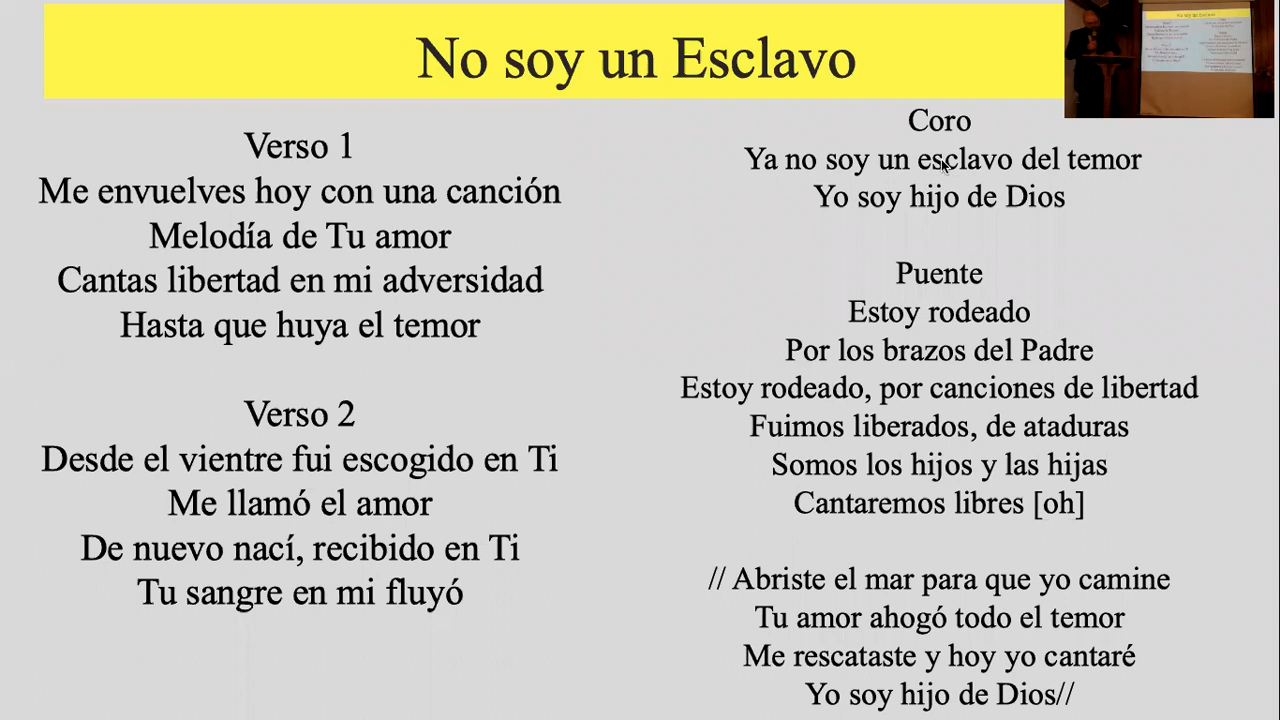 No soy un Esclavo
Verso 1
Me envuelves hoy con una canción
Melodía de Tu amor
Cantas libertad en mi adversidad
Hasta que huya el temor
Verso 2
Desde el vientre fui escogido en Ti
Me llamó el amor
De nuevo nací, recibido en Ti
Tu sangre en mi fluyó
Coro
Ya no soy un esclavo del temor
Yo soy hijo de Dios
Puente
Estoy rodeado
Por los brazos del Padre
Estoy rodeado, por canciones de libertad
Fuimos liberados, de ataduras
Somos los hijos y las hijas
Cantaremos libres [oh]
// Abriste el mar para que yo camine
Tu amor ahogó todo el temor
Me rescataste y hoy yo cantaré
Yo soy hijo de Dios//